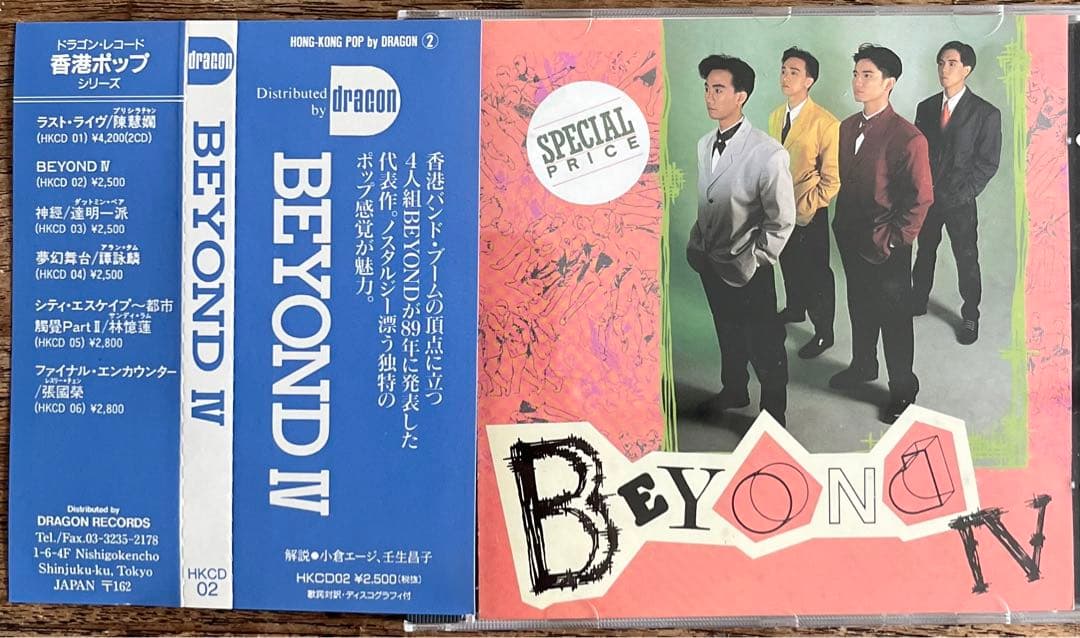 ドラゴン・レコード
香港ポップ
シリーズ
プリシラチャン
ラスト・ライヴ/陳慧嫻
(HKCD 01) ¥4,200(2CD)
BEYOND Ⅳ
(HKCD 02) ¥2,500
ダットミン・ペア
神經/達明一派
(HKCD 03) ¥2,500
アラン・タム
夢幻舞台/譚詠麟
(HKCD 04) ¥2,500
シティ・エスケイプ〜都市
サンディ・ラム
觸覺PartⅡ/林憶蓮
(HKCD 05) ¥2,800
ファイナル・エンカウンター
レスリー・チェン
/張國榮
(HKCD 06) ¥2,800
Distributed by
DRAGON RECORDS
Tel./Fax.03-3235-2178
1-6-4F Nishigokencho
Shinjuku-ku, Tokyo
JAPAN 〒162
dragon
BEYOND Ⅳ
HKCD
02
HONG-KONG POP by DRAGON ②
Distributed
by
dragon
BEYOND Ⅳ
香港バンド・ブームの頂点に立つ
4人組BEYONDが89年に発表した
代表作。ノスタルジー漂う独特の
ポップ感覚が魅力。
解説●小倉エージ、壬生昌子
HKCD02 ¥2,500(税抜)
歌詞対訳・ディスコグラフィ付
SPECIAL
PRICE
BEYOND
IV